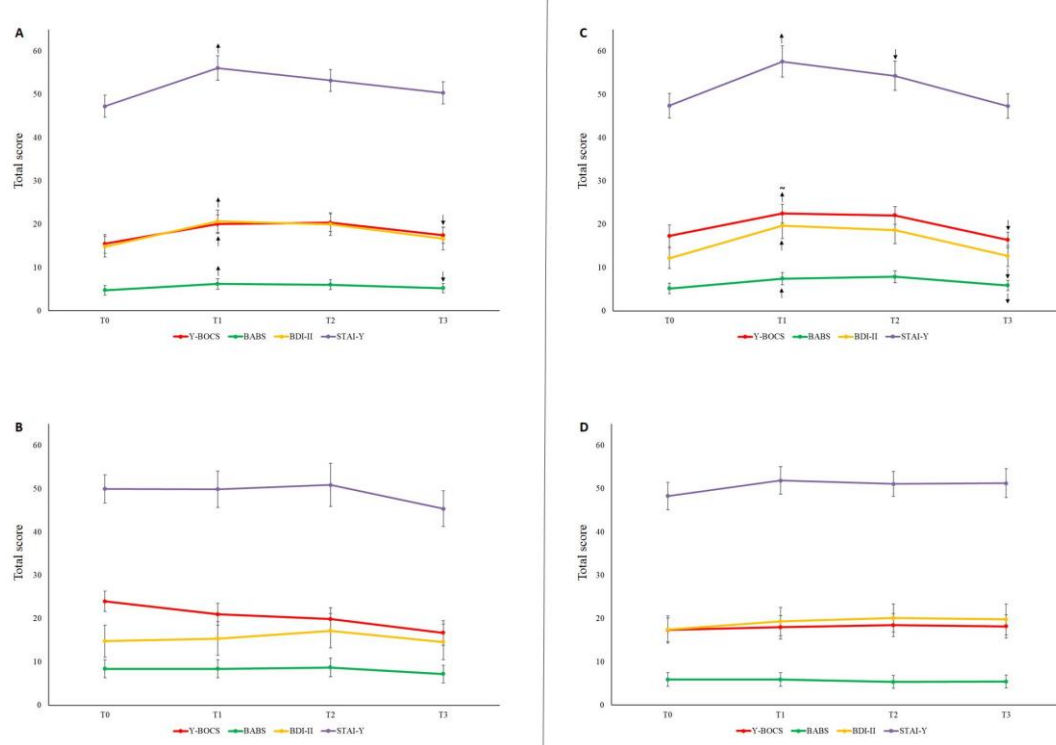 A
Total score
60
50
40
30
20
10
0
T0 T1 T2 T3
Y-BOCS BABS BDI-II STAI-Y
C
Total score
60
50
40
30
20
10
0
~
T0 T1 T2 T3
Y-BOCS BABS BDI-II STAI-Y
B
Total score
60
50
40
30
20
10
0
T0 T1 T2 T3
Y-BOCS BABS BDI-II STAI-Y
D
Total score
60
50
40
30
20
10
0
T0 T1 T2 T3
Y-BOCS BABS BDI-II STAI-Y